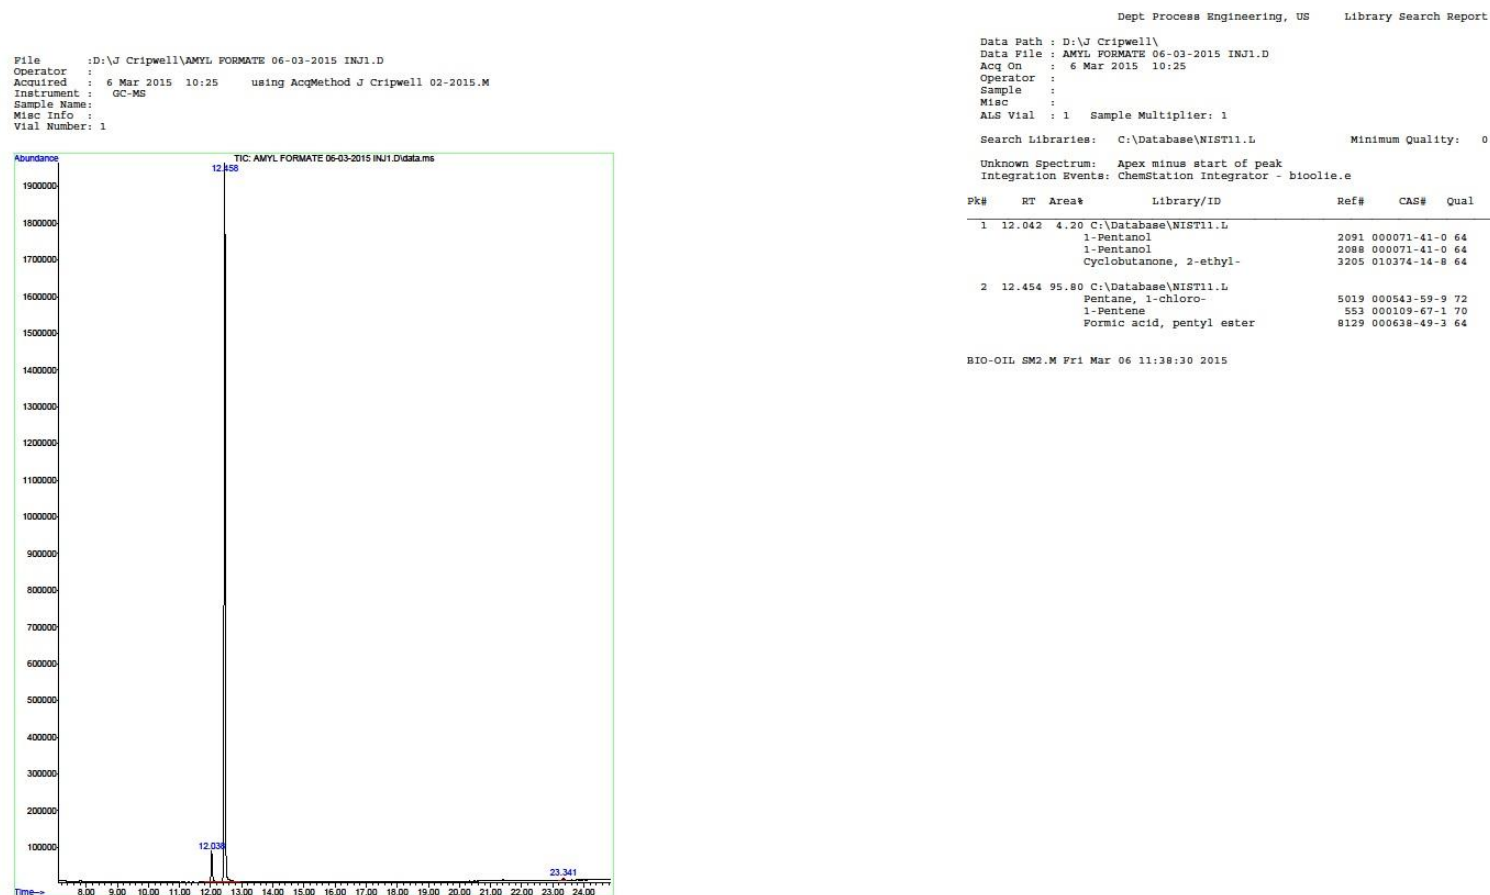 File :D:\J Cripwell\AMYL FORMATE 06-03-2015 INJ1.D
Operator :
Acquired : 6 Mar 2015 10:25 using AcqMethod J Cripwell 02-2015.M
Instrument : GC-MS
Sample Name:
Misc Info :
Vial Number: 1
Abundance
TIC: AMYL FORMATE 06-03-2015 INJ1.D\data.ms
12.458
1900000
1800000
1700000
1600000
1500000
1400000
1300000
1200000
1100000
1000000
900000
800000
700000
600000
500000
400000
300000
200000
100000
12.038
23.341
Time--> 8.00 9.00 10.00 11.00 12.00 13.00 14.00 15.00 16.00 17.00 18.00 19.00 20.00 21.00 22.00 23.00 24.00
Dept Process Engineering, US Library Search Report
Data Path : D:\J Cripwell\
Data File : AMYL FORMATE 06-03-2015 INJ1.D
Acq On : 6 Mar 2015 10:25
Operator :
Sample :
Misc :
ALS Vial : 1 Sample Multiplier: 1
Search Libraries: C:\Database\NIST11.L Minimum Quality: 0
Unknown Spectrum: Apex minus start of peak
Integration Events: ChemStation Integrator - bioolie.e
Pk# RT Area% Library/ID Ref# CAS# Qual
1 12.042 4.20 C:\Database\NIST11.L
1-Pentanol 2091 000071-41-0 64
1-Pentanol 2088 000071-41-0 64
Cyclobutanone, 2-ethyl- 3205 010374-14-8 64
2 12.454 95.80 C:\Database\NIST11.L
Pentane, 1-chloro- 5019 000543-59-9 72
1-Pentene 553 000109-67-1 70
Formic acid, pentyl ester 8129 000638-49-3 64
BIO-OIL SM2.M Fri Mar 06 11:38:30 2015